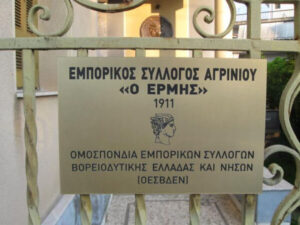 ΕΜΠΟΡΙΚΟΣ ΣΥΛΛΟΓΟΣ ΑΓΡΙΝΙΟΥ
«Ο ΕΡΜΗΣ»
1911
ΟΜΟΣΠΟΝΔΙΑ ΕΜΠΟΡΙΚΩΝ ΣΥΛΛΟΓΩΝ
ΒΟΡΕΙΟΔΥΤΙΚΗΣ ΕΛΛΑΔΑΣ ΚΑΙ ΝΗΣΩΝ
(ΟΕΣΒΔΕΝ)